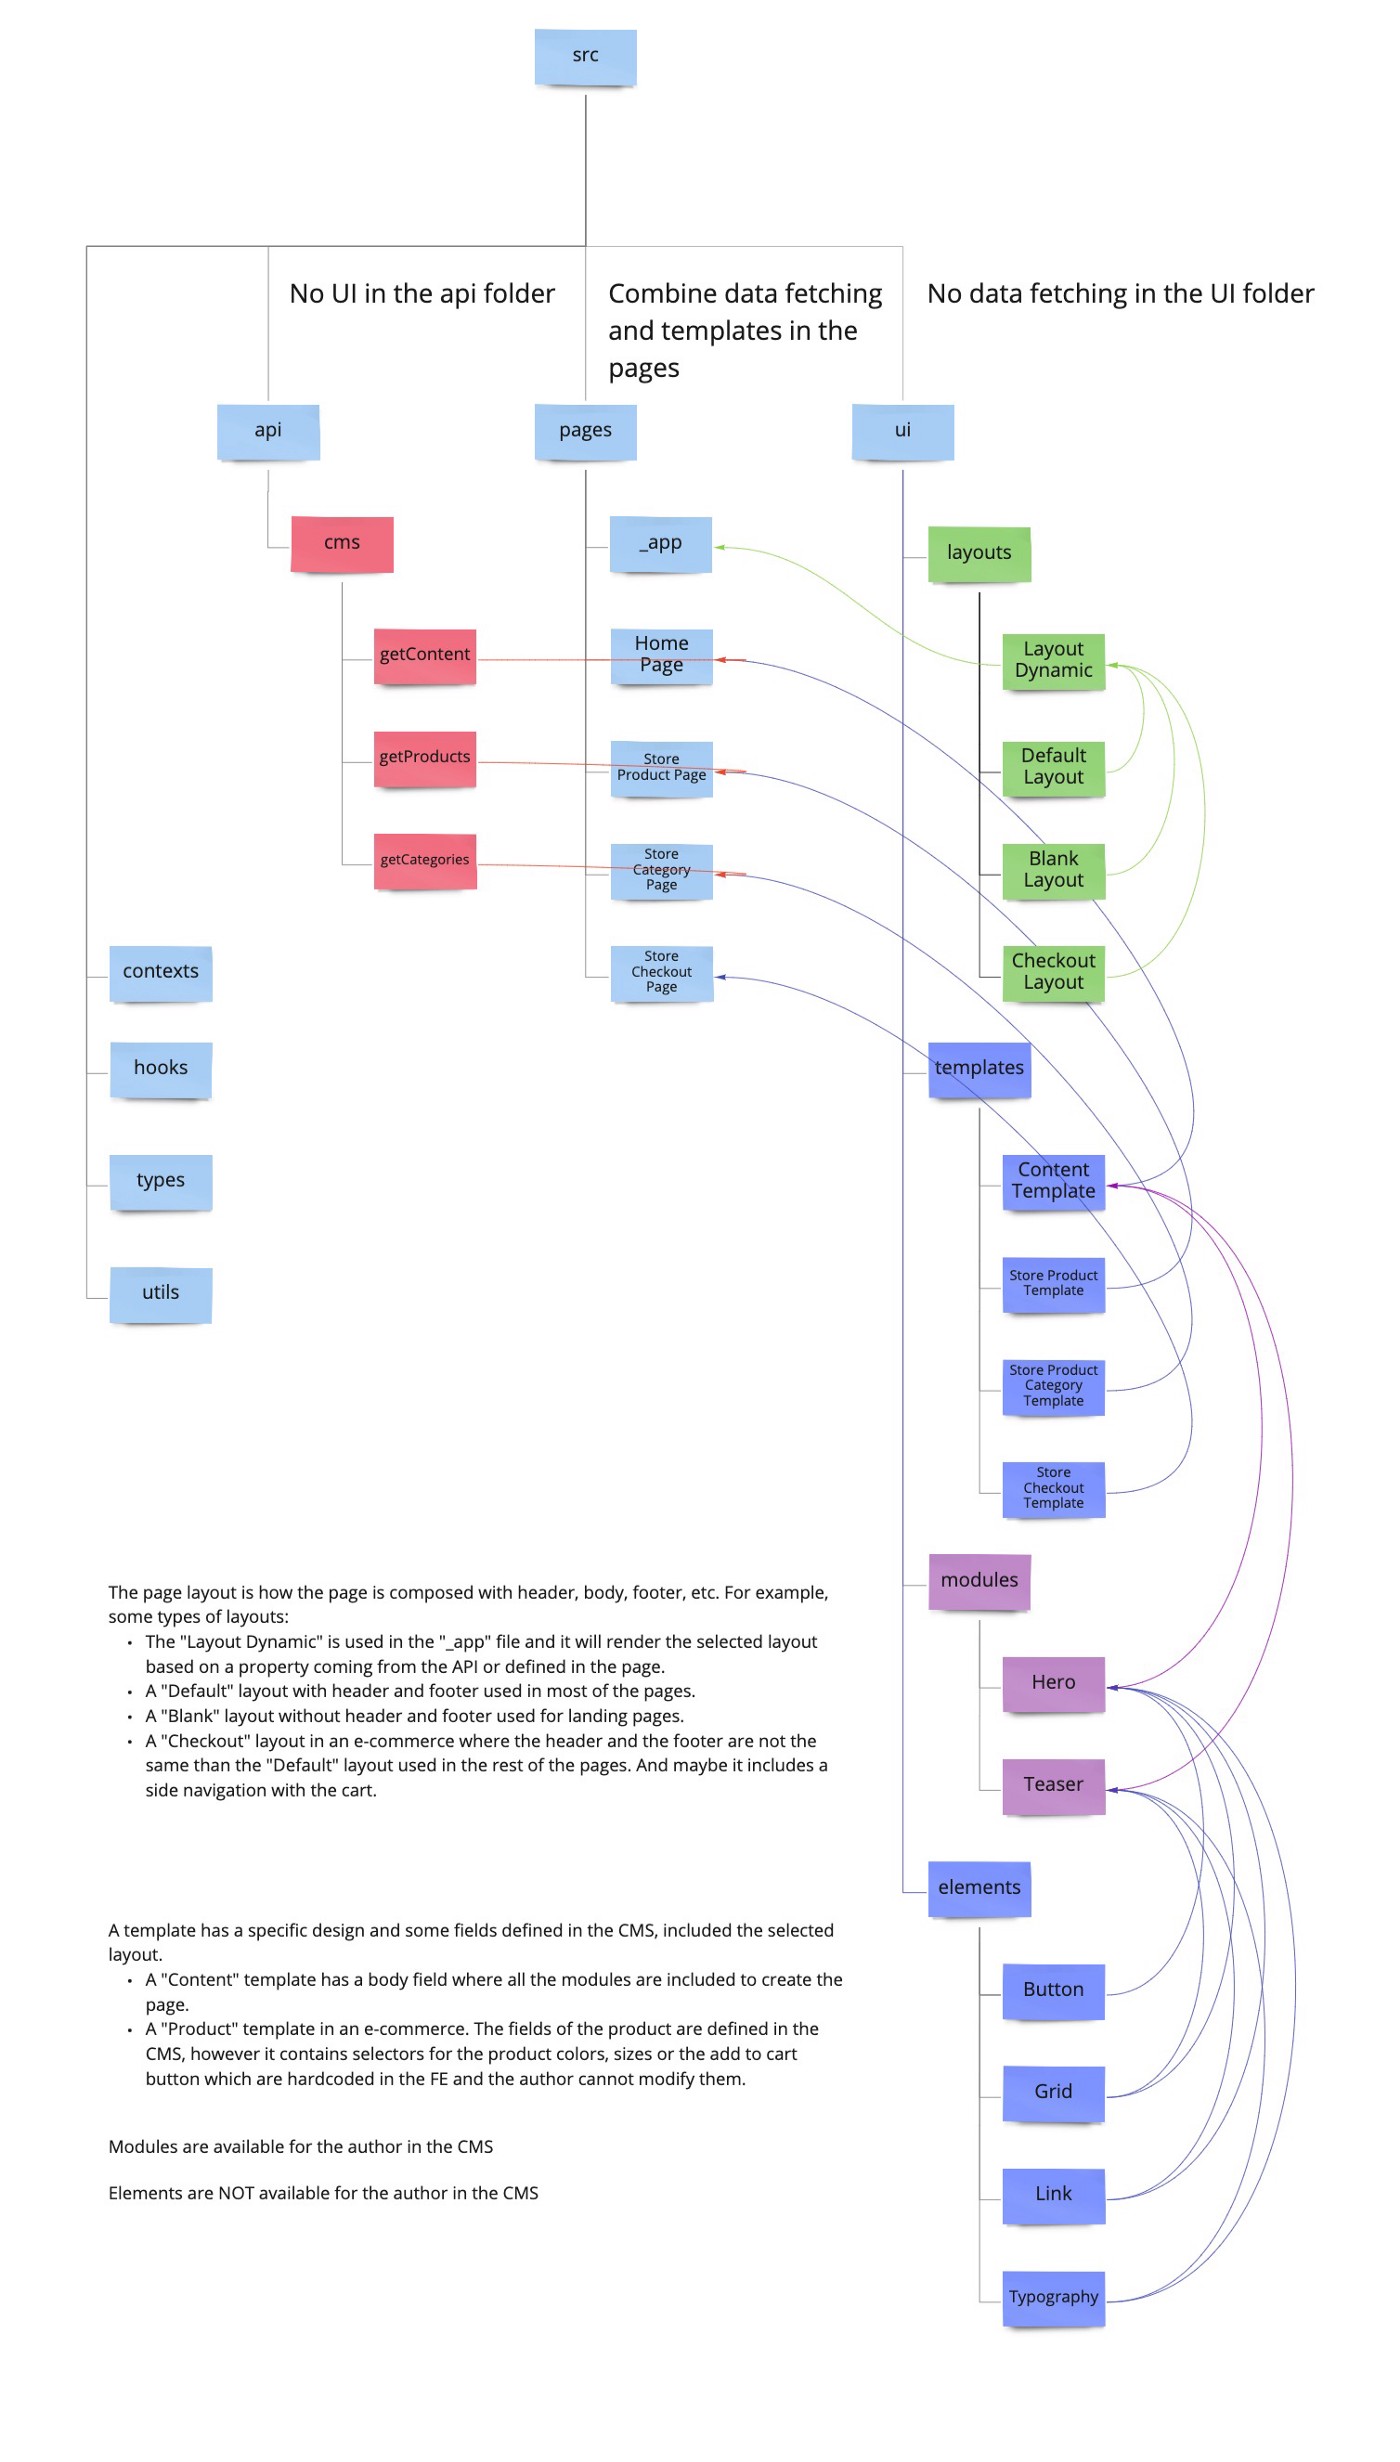 src
No UI in the api folder
Combine data fetching
and templates in the
pages
No data fetching in the UI folder
api
pages
ui
cms
_app
layouts
getContent
Home
Page
Layout
Dynamic
getProducts
Store
Product Page
Default
Layout
getCategories
Store
Category
Page
Blank
Layout
contexts
Store
Checkout
Page
Checkout
Layout
hooks
templates
types
Content
Template
utils
Store Product
Template
Store Product
Category
Template
Store
Checkout
Template
modules
The page layout is how the page is composed with header, body, footer, etc. For example,
some types of layouts:
• The "Layout Dynamic" is used in the "_app" file and it will render the selected layout
based on a property coming from the API or defined in the page.
• A "Default" layout with header and footer used in most of the pages.
• A "Blank" layout without header and footer used for landing pages.
• A "Checkout" layout in an e-commerce where the header and the footer are not the
same than the "Default" layout used in the rest of the pages. And maybe it includes a
side navigation with the cart.
Hero
Teaser
elements
A template has a specific design and some fields defined in the CMS, included the selected
layout.
• A "Content" template has a body field where all the modules are included to create the
page.
• A "Product" template in an e-commerce. The fields of the product are defined in the
CMS, however it contains selectors for the product colors, sizes or the add to cart
button which are hardcoded in the FE and the author cannot modify them.
Button
Grid
Modules are available for the author in the CMS
Elements are NOT available for the author in the CMS
Link
Typography